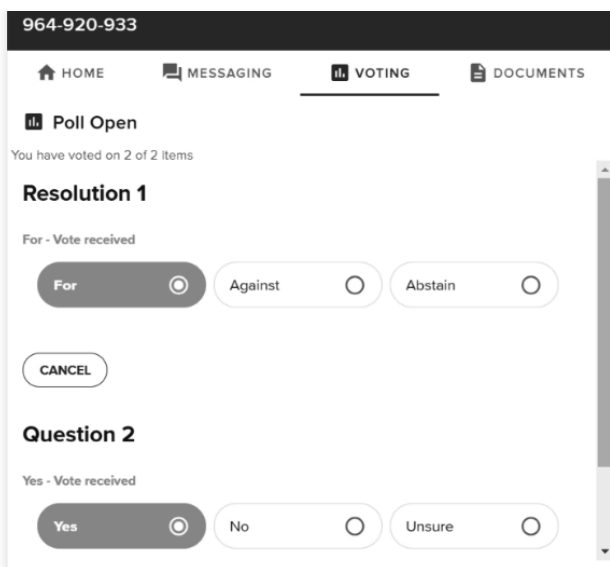 964-920-933
HOME MESSAGING VOTING DOCUMENTS
Poll Open
You have voted on 2 of 2 items
Resolution 1
For - Vote received
For Against Abstain
CANCEL
Question 2
Yes - Vote received
Yes No Unsure